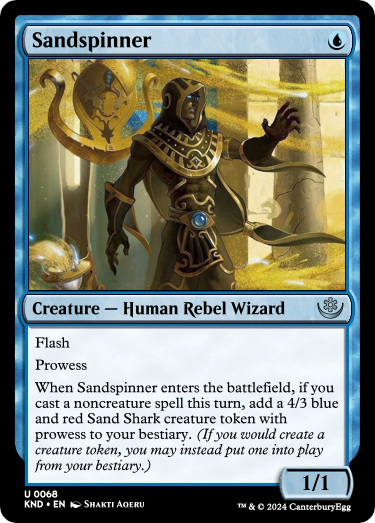 Sandspinner
Creature — Human Rebel Wizard
Flash
Prowess
When Sandspinner enters the battlefield, if you
cast a noncreature spell this turn, add a 4/3 blue
and red Sand Shark creature token with
prowess to your bestiary. (If you would create a
creature token, you may instead put one into play
from your bestiary.)
1/1
U 0068
KND • EN Shakti Aoeru
™ & © 2024 CanterburyEgg